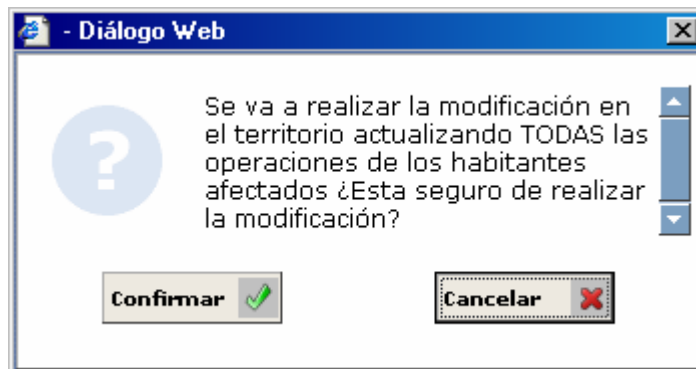 - Diálogo Web
Se va a realizar la modificación en
el territorio actualizando TODAS las
operaciones de los habitantes
afectados ¿Esta seguro de realizar
la modificación?
Confirmar
Cancelar